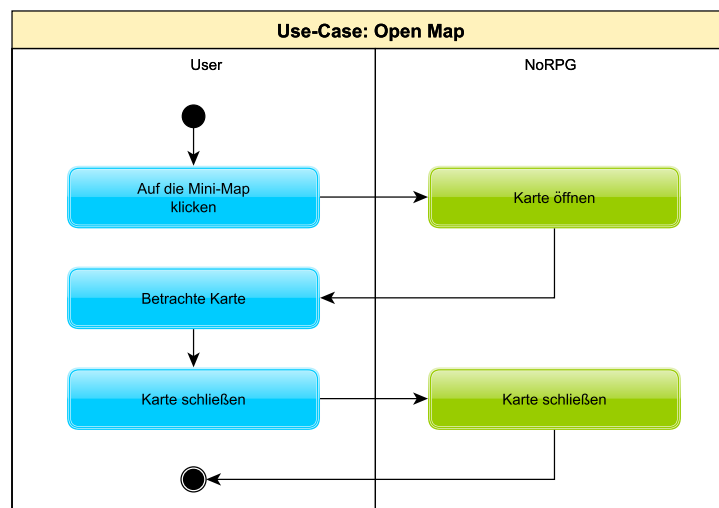 Use-Case: Open Map
User
NoRPG
Auf die Mini-Map
klicken
Karte öffnen
Betrachte Karte
Karte schließen
Karte schließen